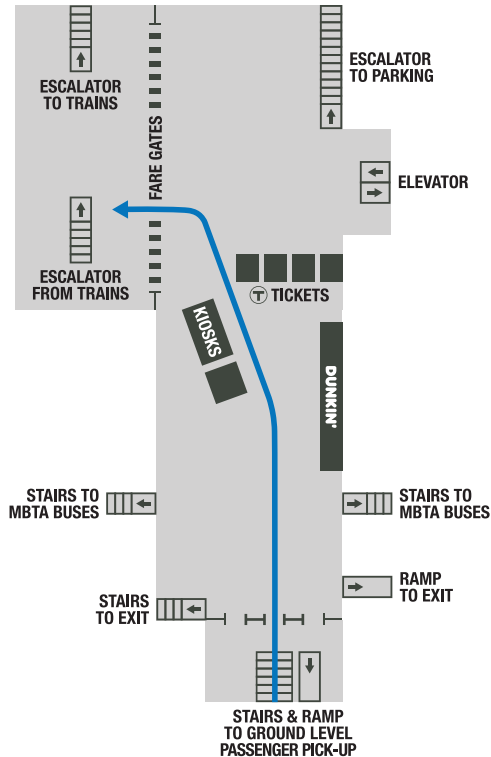 ESCALATOR
TO TRAINS
FARE GATES
ESCALATOR
TO PARKING
ELEVATOR
ESCALATOR
FROM TRAINS
T TICKETS
KIOSKS
DUNKIN'
STAIRS TO
MBTA BUSES
STAIRS TO
MBTA BUSES
RAMP
TO EXIT
STAIRS
TO EXIT
STAIRS & RAMP
TO GROUND LEVEL
PASSENGER PICK-UP